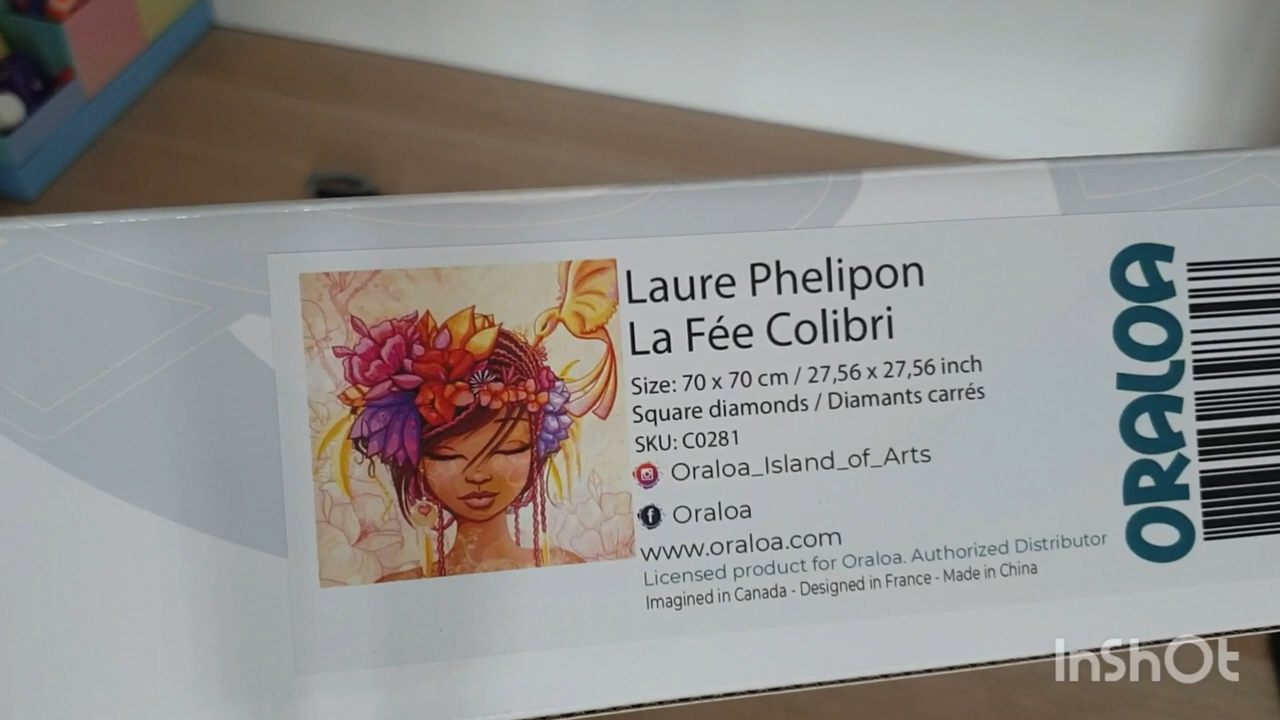 Laure Phelipon
La Fée Colibri
Size: 70 x 70 cm / 27,56 x 27,56 inch
Square diamonds / Diamants carrés
SKU: C0281
Oraloa_Island_of_Arts
Oraloa
www.oraloa.com
Licensed product for Oraloa. Authorized Distributor
Imagined in Canada - Designed in France - Made in China
ORALOA
InShOt